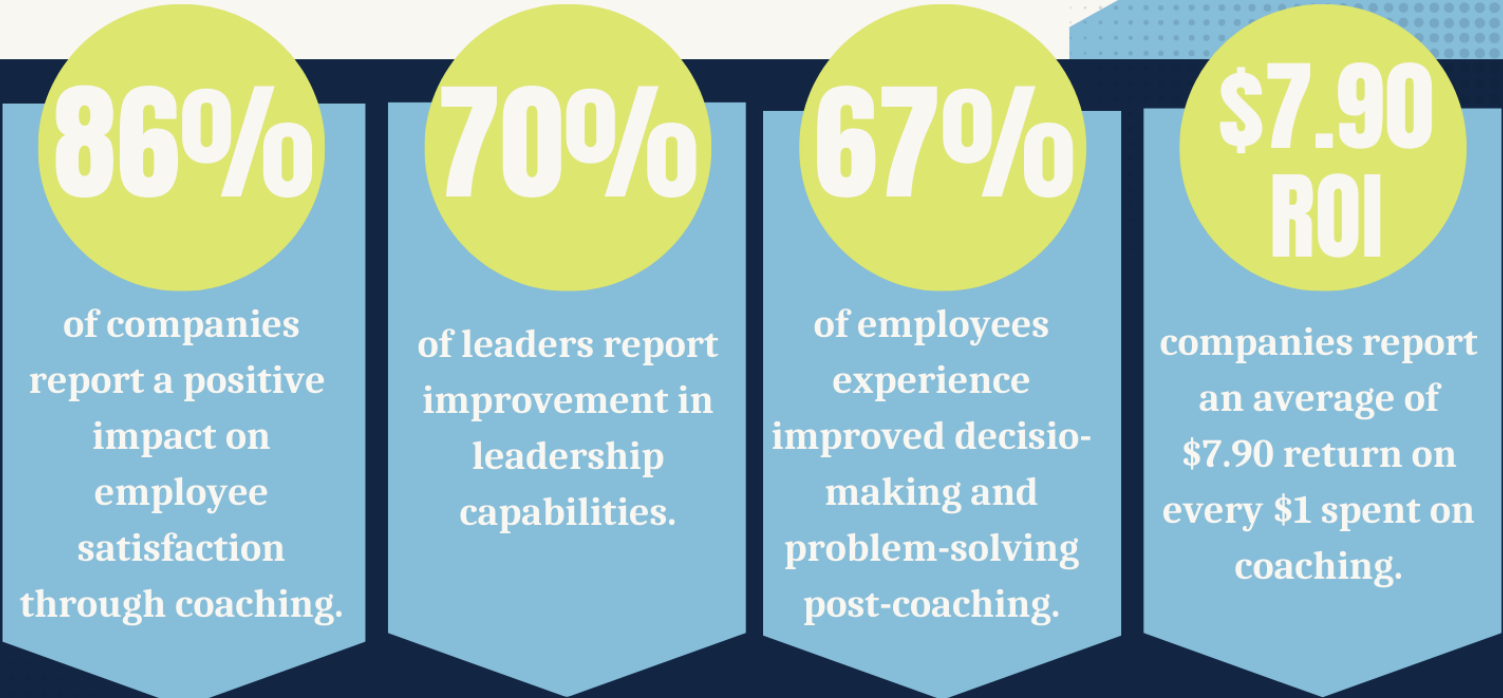 86%
of companies
report a positive
impact on
employee
satisfaction
through coaching.
70%
of leaders report
improvement in
leadership
capabilities.
67%
of employees
experience
improved decisio-
making and
problem-solving
post-coaching.
$7.90
ROI
companies report
an average of
$7.90 return on
every $1 spent on
coaching.